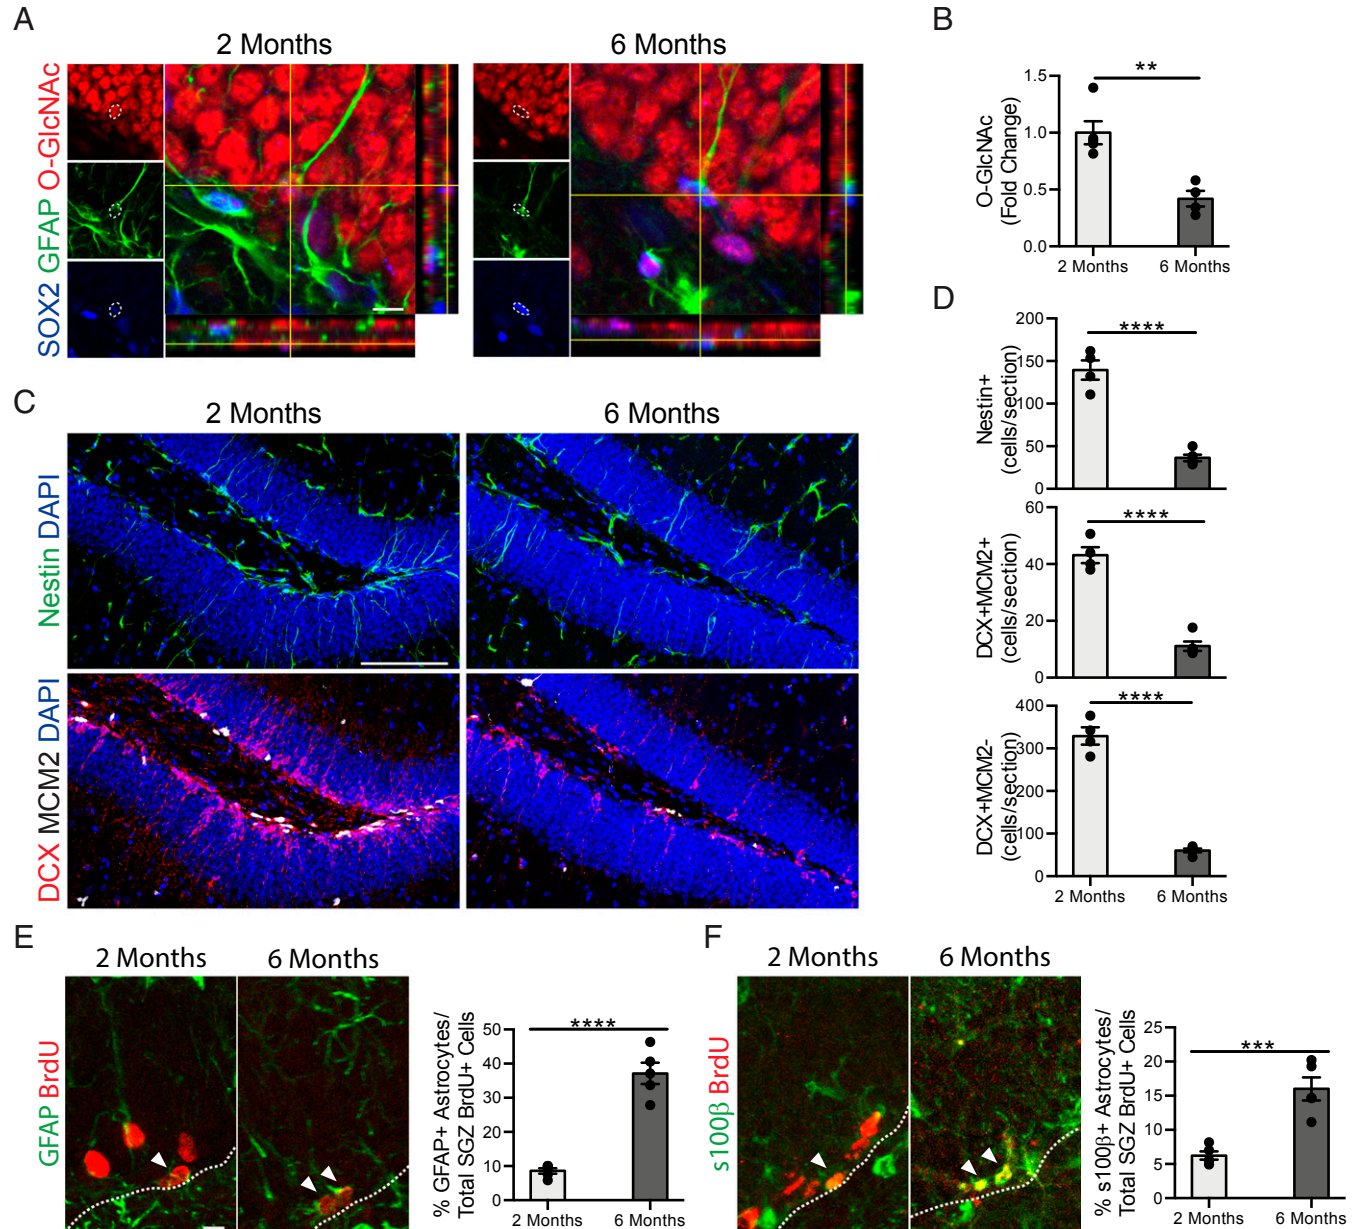 A
2 Months
6 Months
SOX2 GFAP O-GlcNAc
B
O-GlcNAc
(Fold Change)
1.5
1.0
0.5
0.0
**
2 Months
6 Months
C
2 Months
6 Months
Nestin DAPI
DCX MCM2 DAPI
D
Nestin+
(cells/section)
200
150
100
50
0
****
DCX+MCM2+
(cells/section)
60
40
20
0
****
DCX+MCM2-
(cells/section)
400
300
200
100
0
****
2 Months
6 Months
E
2 Months
6 Months
GFAP BrdU
% GFAP+ Astrocytes/
Total SGZ BrdU+ Cells
50
40
30
20
10
0
****
2 Months
6 Months
F
2 Months
6 Months
s100β BrdU
% s100β+ Astrocytes/
Total SGZ BrdU+ Cells
25
20
15
10
5
0
***
2 Months
6 Months